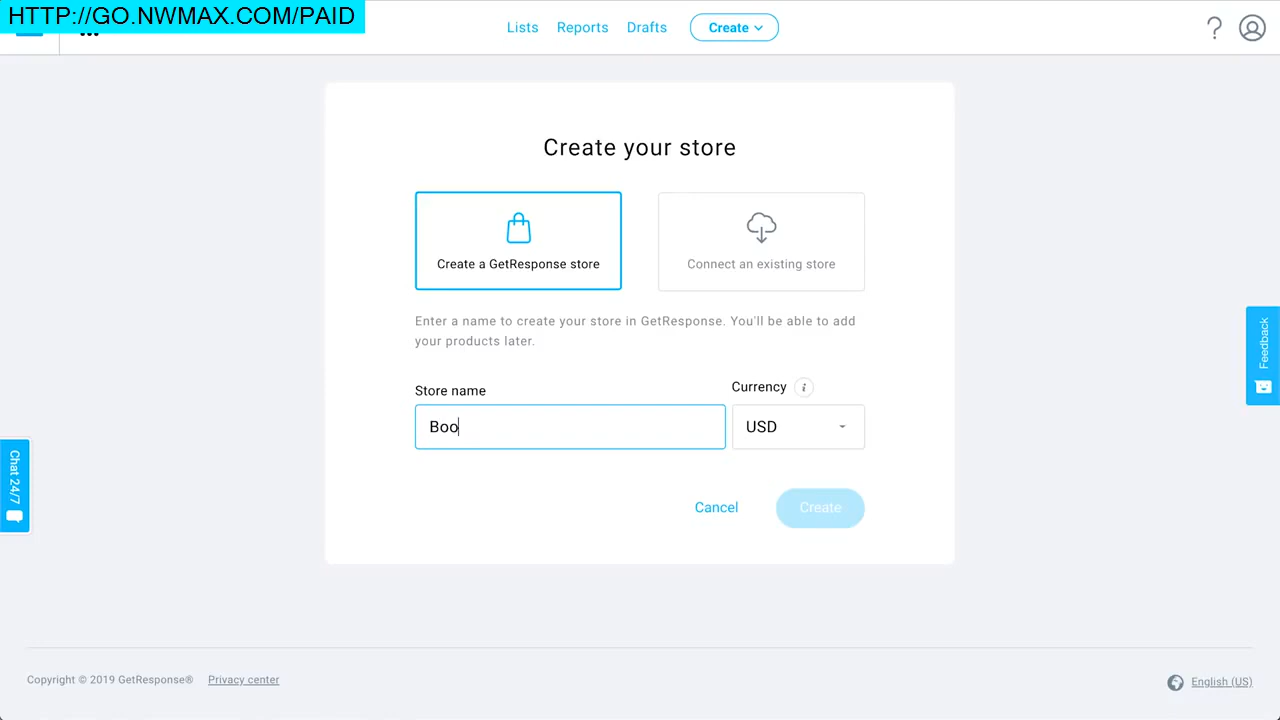 HTTP://GO.NWMAX.COM/PAID
Lists Reports Drafts Create
Create your store
Create a GetResponse store
Connect an existing store
Enter a name to create your store in GetResponse. You'll be able to add
your products later.
Store name
Currency
Boo
USD
Cancel
Create
Feedback
Chat 24/7
Copyright © 2019 GetResponse® Privacy center
English (US)